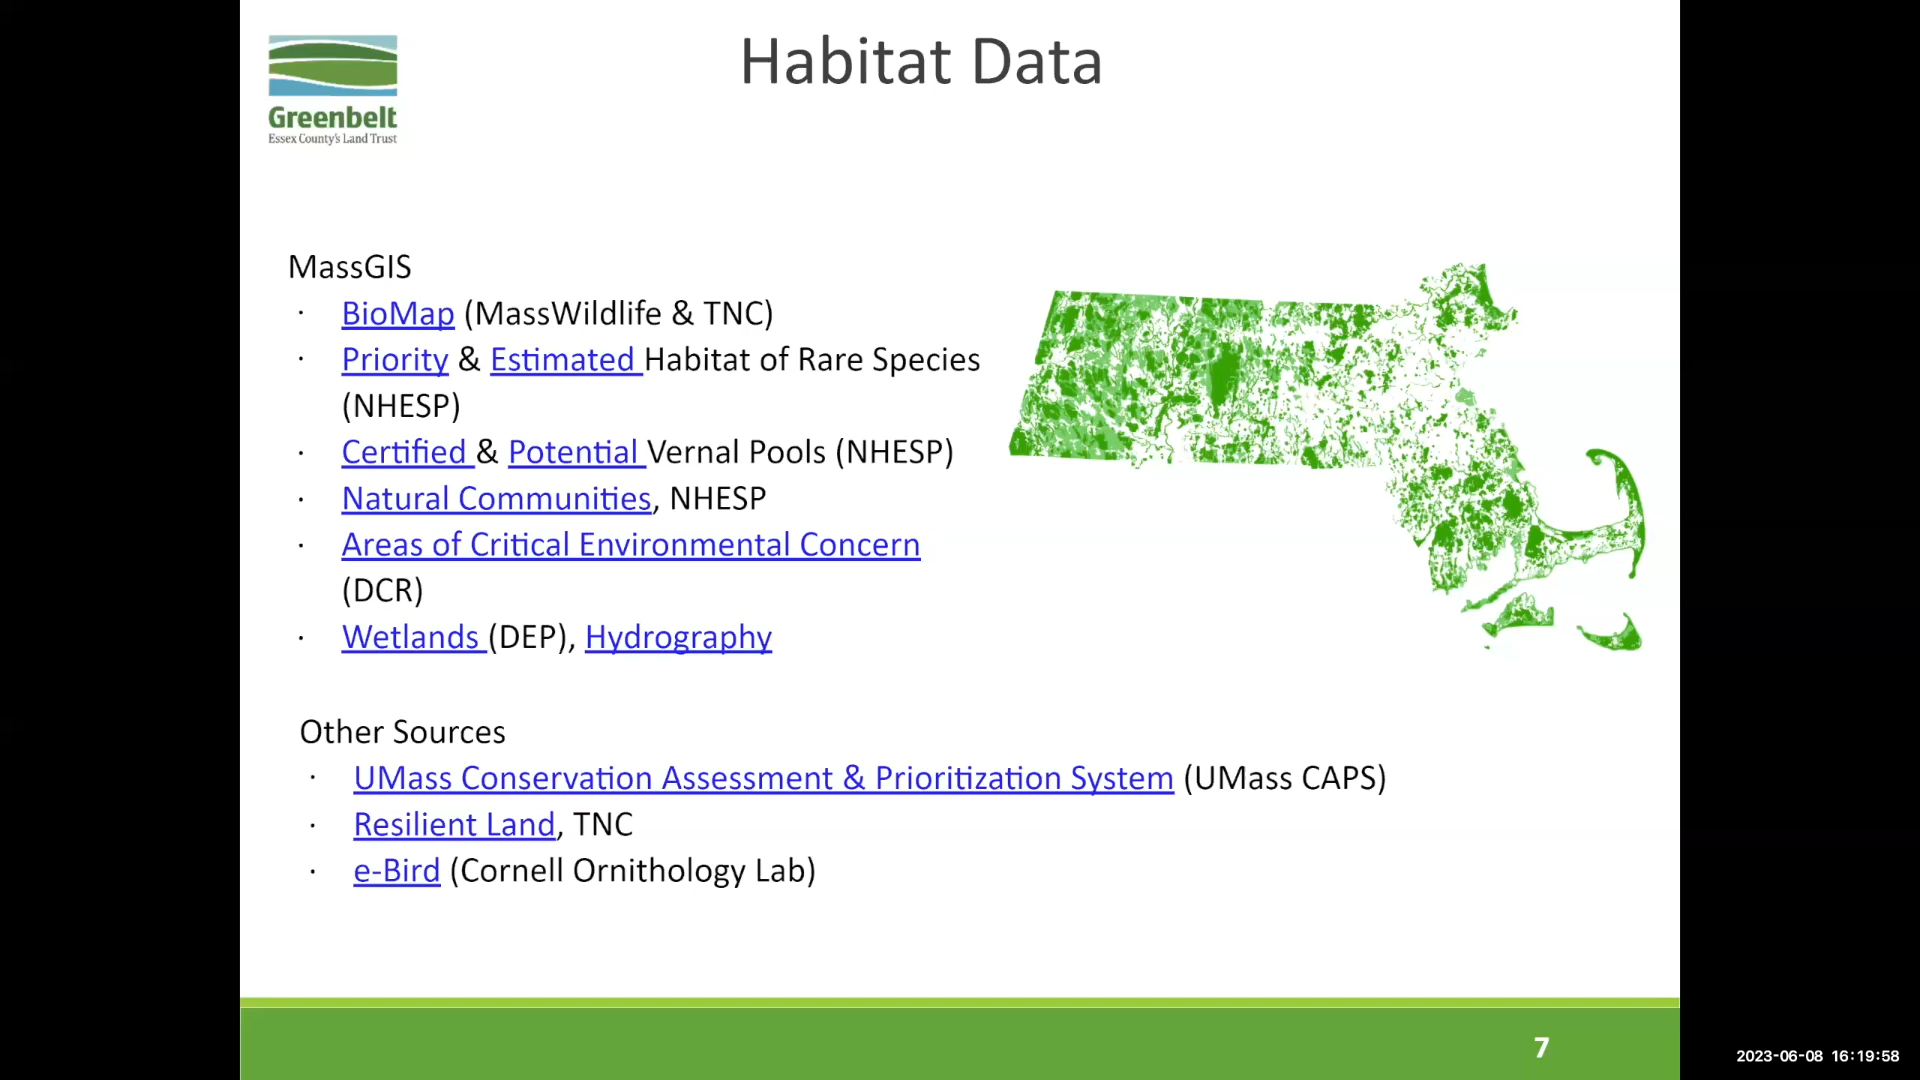 Habitat Data
Greenbelt
Essex County's Land Trust
MassGIS
· BioMap (MassWildlife & TNC)
· Priority & Estimated Habitat of Rare Species
(NHESP)
· Certified & Potential Vernal Pools (NHESP)
· Natural Communities, NHESP
· Areas of Critical Environmental Concern
(DCR)
· Wetlands (DEP), Hydrography
Other Sources
· UMass Conservation Assessment & Prioritization System (UMass CAPS)
· Resilient Land, TNC
· e-Bird (Cornell Ornithology Lab)
7
2023-06-08 16:19:58